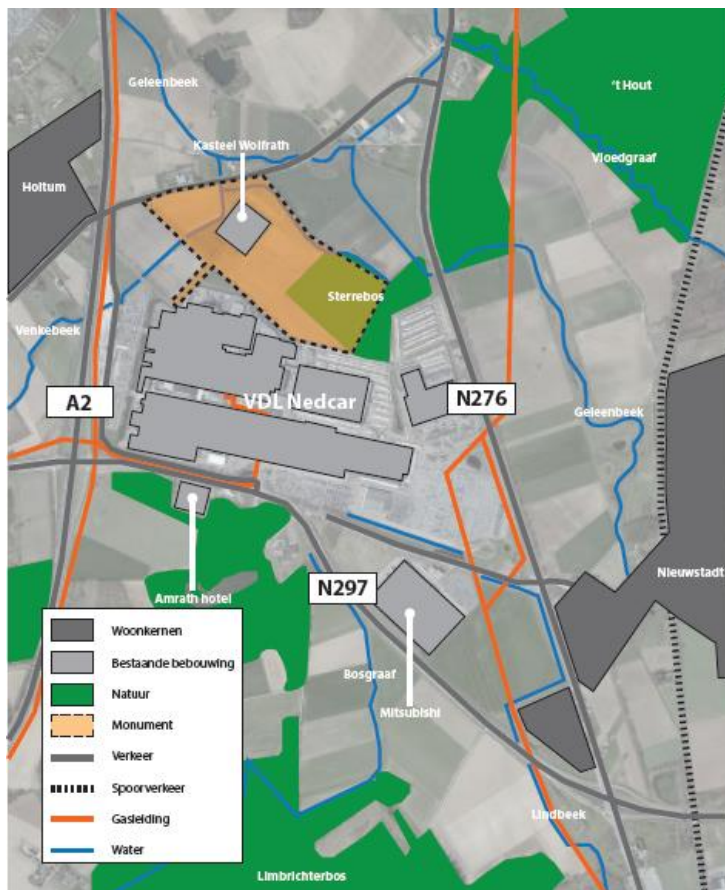 't Hout
Geleenbeek
Kasteel Wolfrath
Vloedgraaf
Holtum
Sterrebos
Venkebeek
A2
VDL Nedcar
N276
Geleenbeek
Nieuwstadt
N297
Amrath hotel
Woonkernen
Bestaande bebouwing
Natuur
Monument
Verkeer
Spoorverkeer
Gasleiding
Water
Bosgraaf
Mitsubishi
Lindbeek
Limbrichterbos